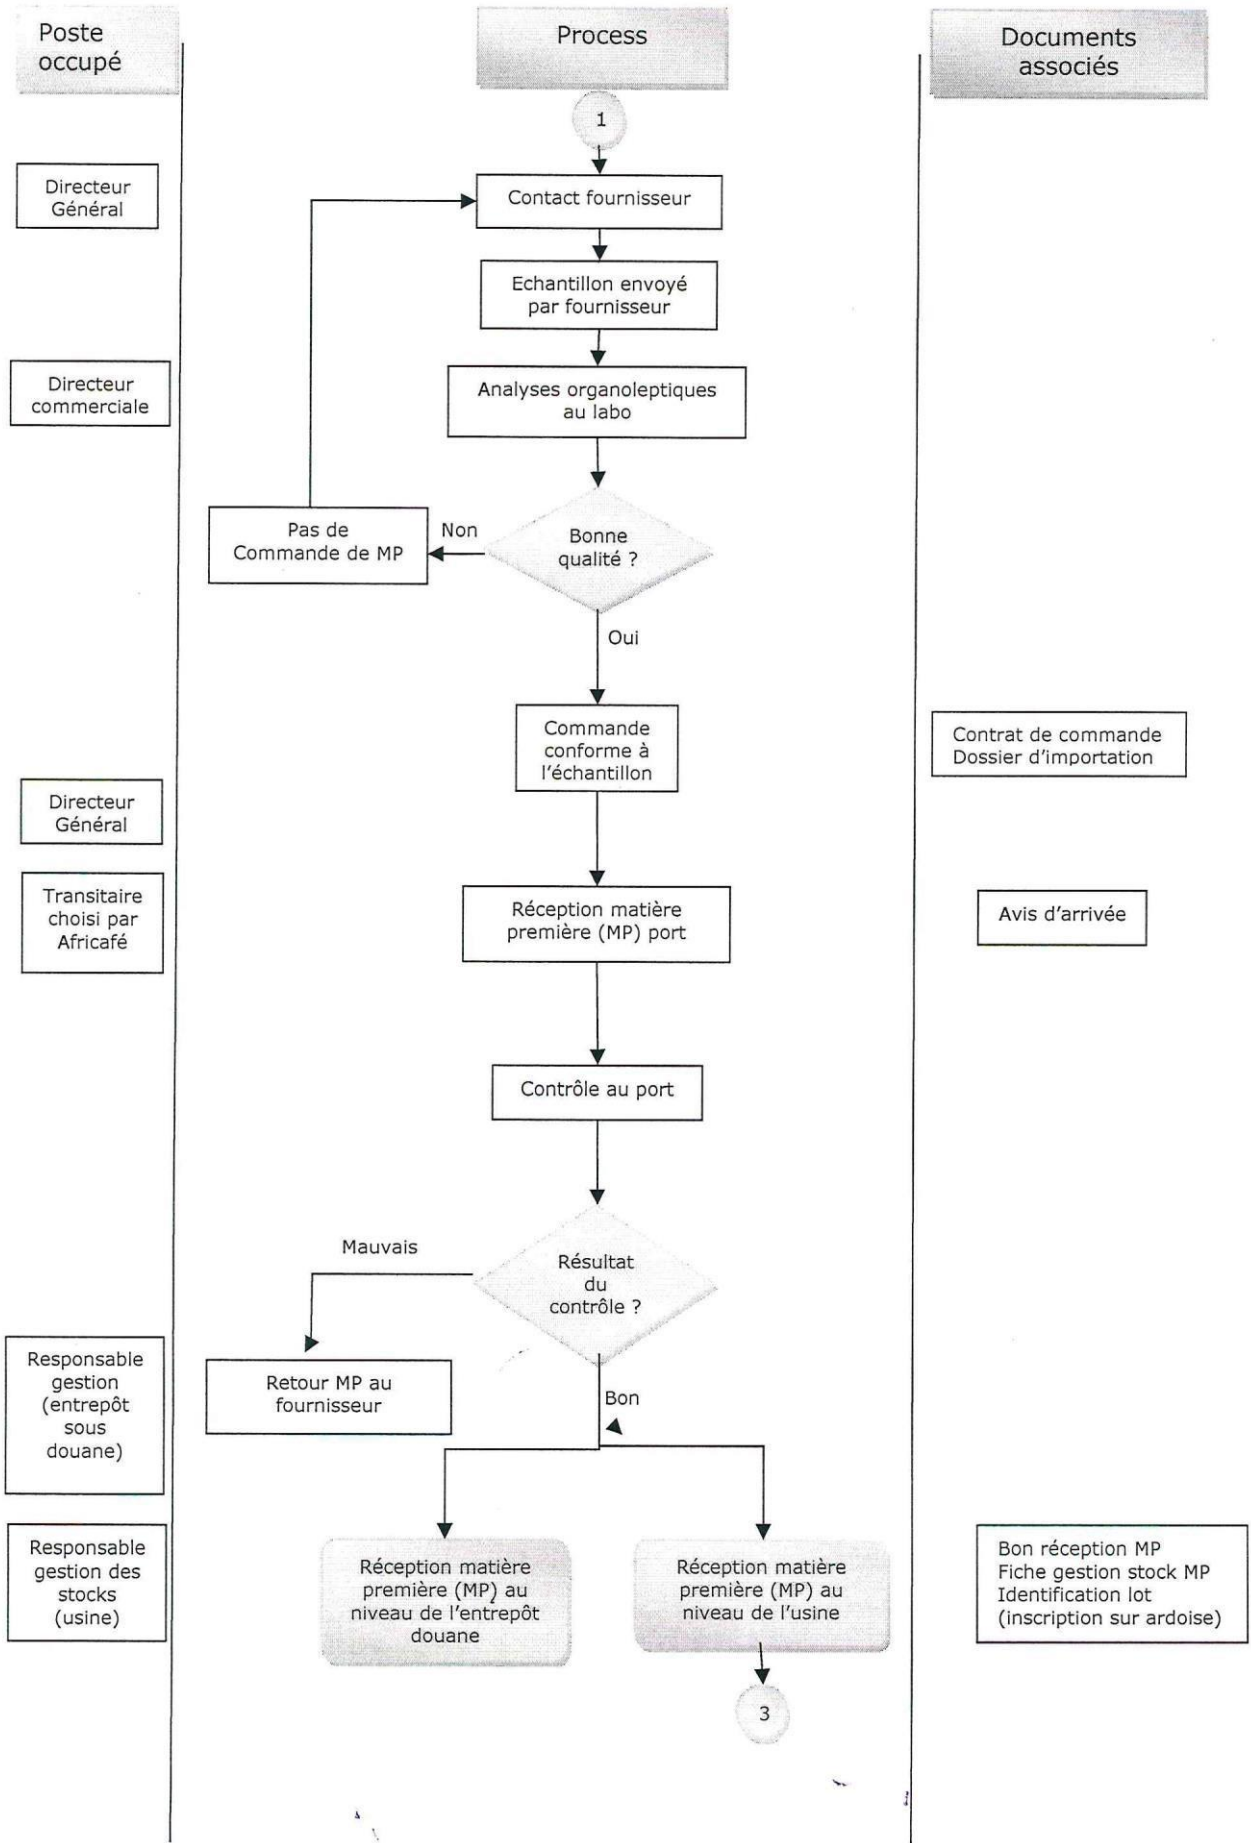 Poste
occupé
Process
Documents
associés
1
Directeur
Général
Contact fournisseur
Echantillon envoyé
par fournisseur
Directeur
commerciale
Analyses organoleptiques
au labo
Pas de
Commande de MP
Non
Bonne
qualité ?
Oui
Commande
conforme à
l'échantillon
Contrat de commande
Dossier d'importation
Directeur
Général
Transitaire
choisi par
Africafé
Réception matière
première (MP) port
Avis d'arrivée
Contrôle au port
Mauvais
Résultat
du
contrôle ?
Responsable
gestion
(entrepôt
sous
douane)
Retour MP au
fournisseur
Bon
Responsable
gestion des
stocks
(usine)
Réception matière
première (MP) au
niveau de l'entrepôt
douane
Réception matière
première (MP) au
niveau de l'usine
Bon réception MP
Fiche gestion stock MP
Identification lot
(inscription sur ardoise)
3